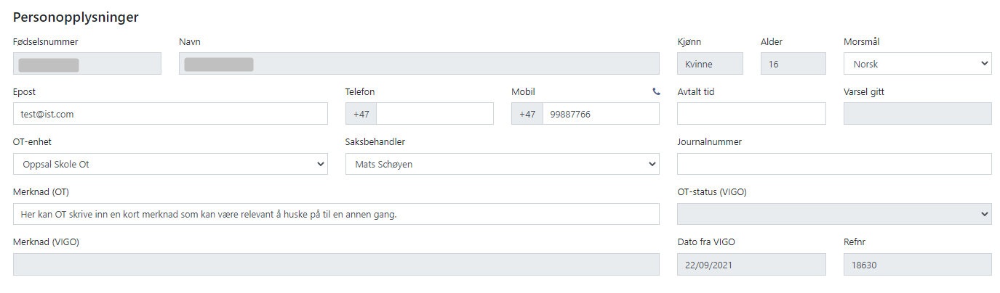 Personopplysninger
Fødselsnummer Navn Kjønn Alder Morsmål
Kvinne 16 Norsk
Epost Telefon Mobil Avtalt tid Varsel gitt
test@ist.com +47 +47 99887766
OT-enhet Saksbehandler Journalnummer
Oppsal Skole Ot Mats Schøyen
Merknad (OT) OT-status (VIGO)
Her kan OT skrive inn en kort merknad som kan være relevant å huske på til en annen gang.
Merknad (VIGO) Dato fra VIGO Refnr
22/09/2021 18630